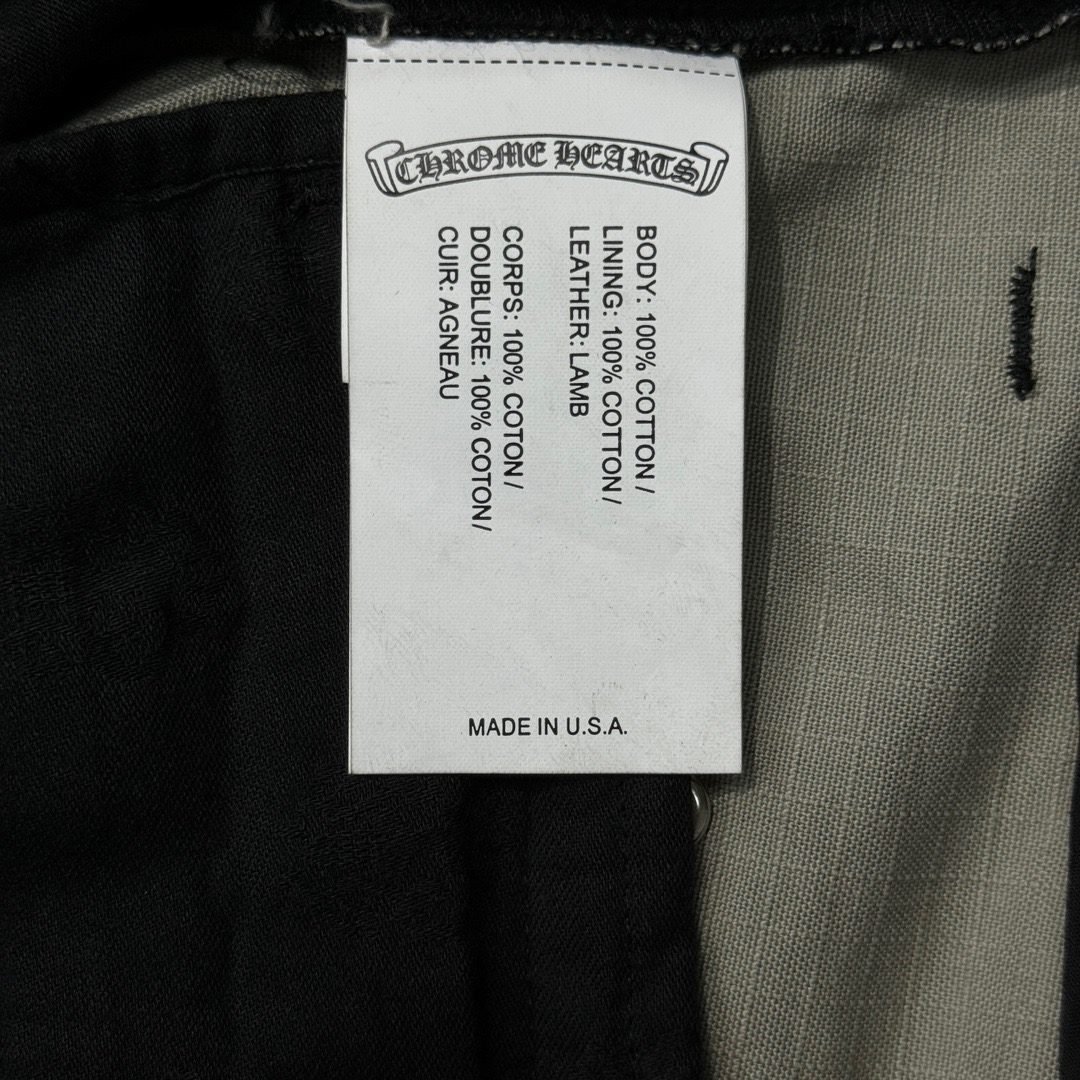 CHROME HEARTS
BODY: 100% COTTON /
LINING: 100% COTTON /
LEATHER: LAMB
CORPS: 100% COTON /
DOUBLURE: 100% COTON/
CUIR: AGNEAU
MADE IN U.S.A.